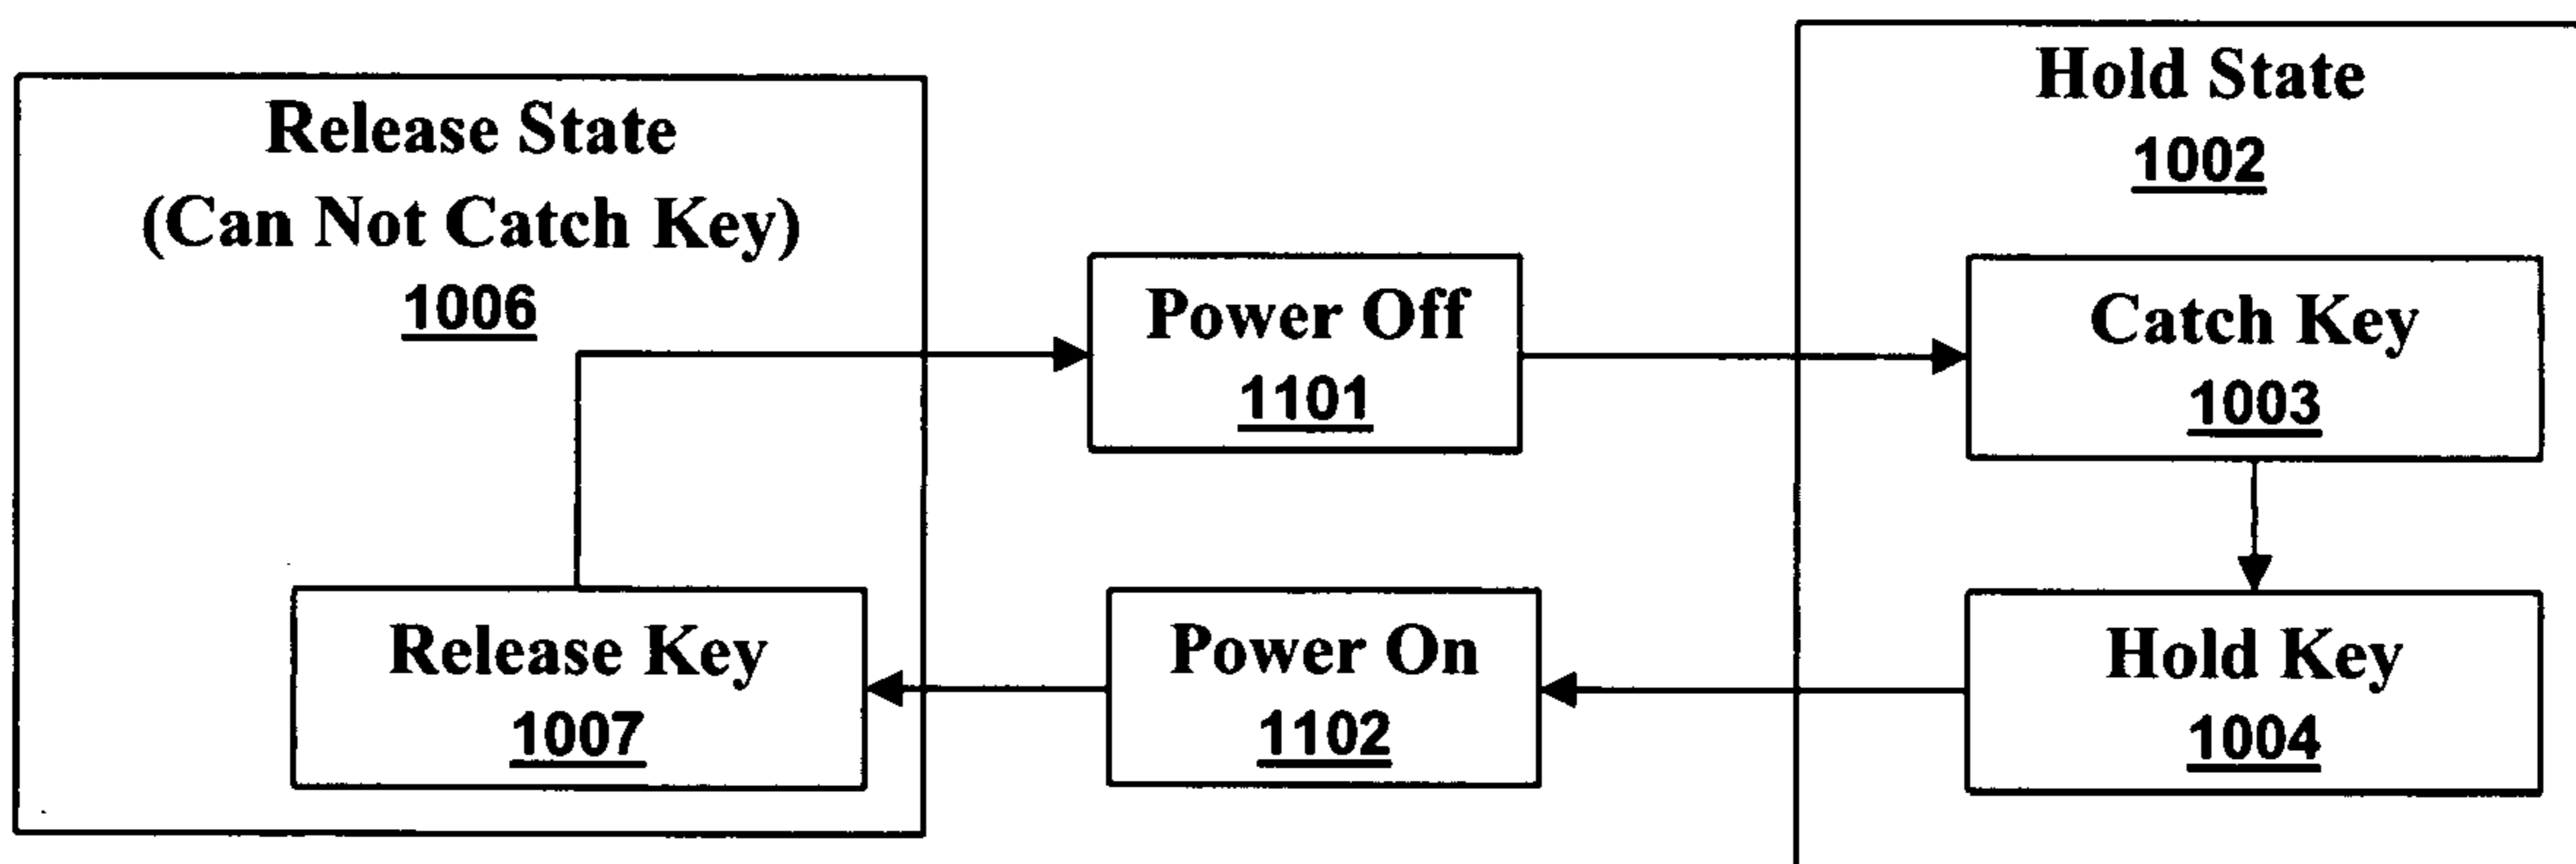 Release State
(Can Not Catch Key)
1006
Release Key
1007
Power Off
1101
Power On
1102
Hold State
1002
Catch Key
1003
Hold Key
1004